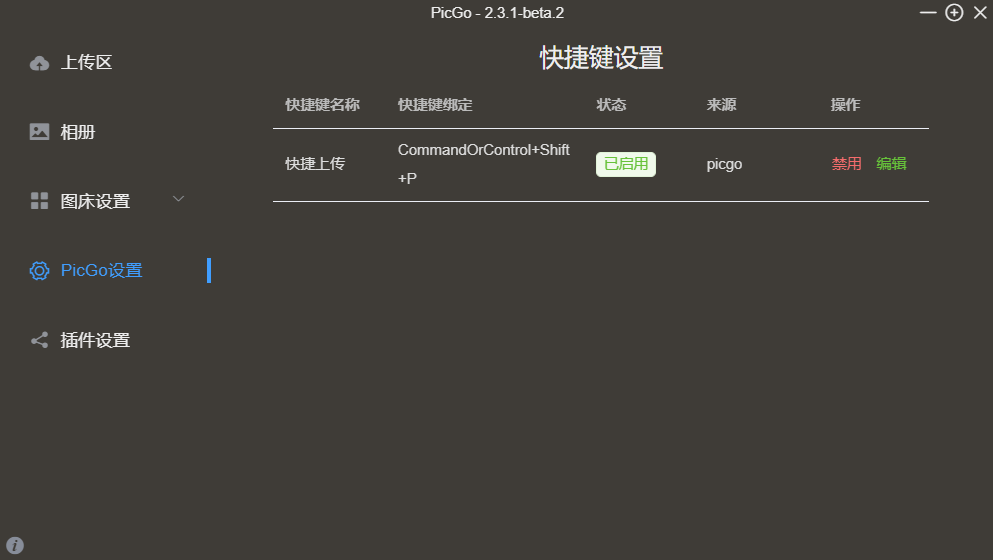 PicGo - 2.3.1-beta.2
上传区
相册
图床设置
PicGo设置
插件设置
快捷键设置
快捷键名称 快捷键绑定 状态 来源 操作
快捷上传 CommandOrControl+Shift
+P 已启用 picgo 禁用 编辑